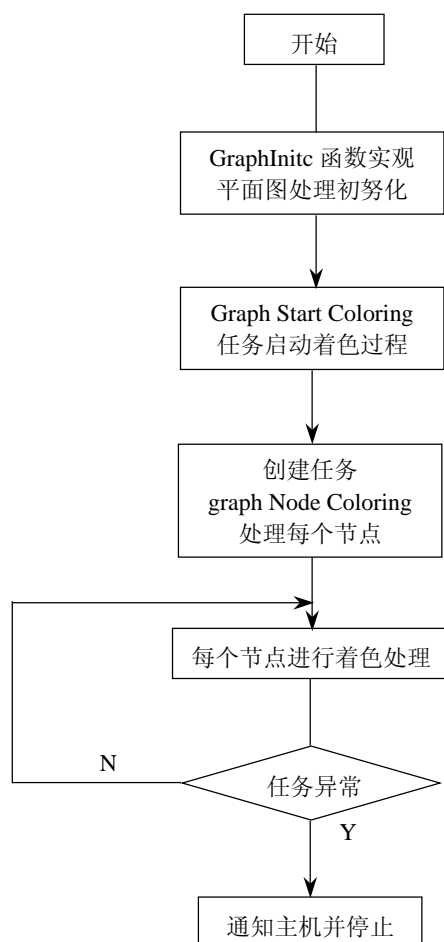 开始
GraphInitc 函数实观
平面图处理初努化
Graph Start Coloring
任务启动着色过程
创建任务
graph Node Coloring
处理每个节点
每个节点进行着色处理
N
任务异常
Y
通知主机并停止